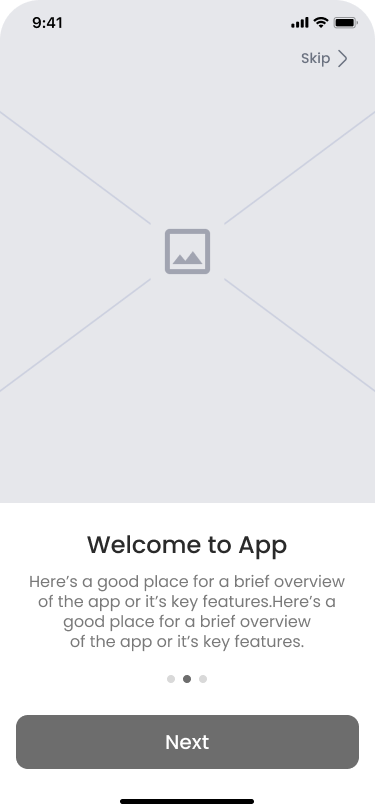 9:41
Skip
Welcome to App
Here’s a good place for a brief overview
of the app or it’s key features.Here’s a
good place for a brief overview
of the app or it’s key features.
Next